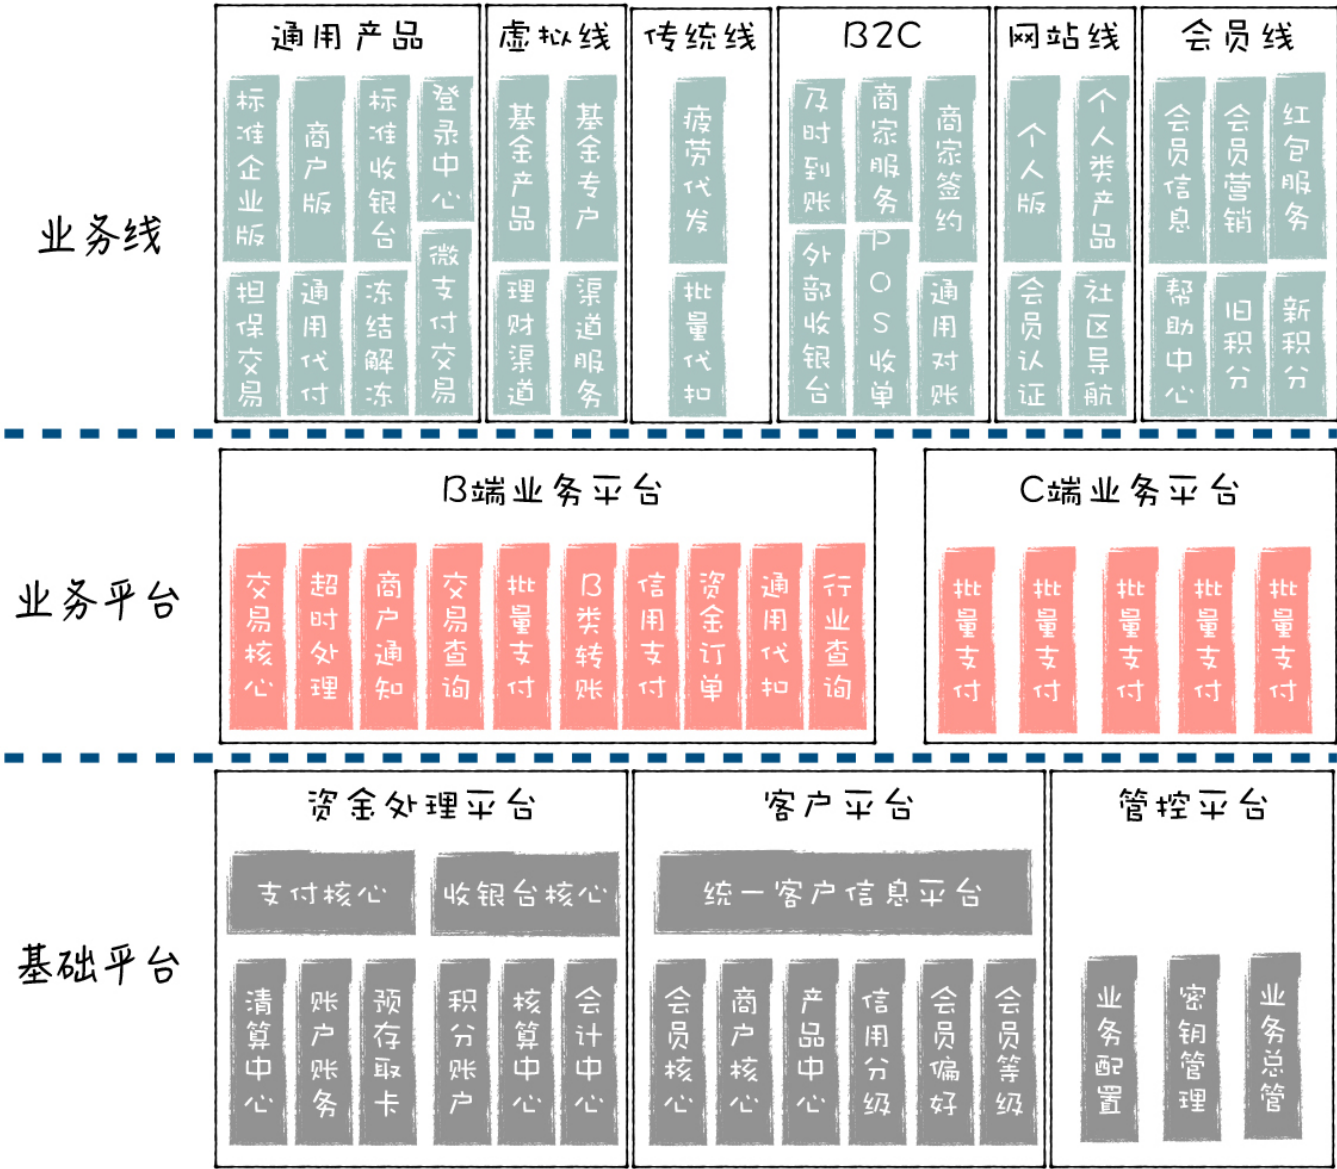 业务线
通用产品
标准企业版
商户版
标准收银台
登录中心
担保交易
通用代付
冻结解冻
微支付交易
虚拟线
基金产品
基金专户
理财渠道
渠道服务
传统线
疲劳代发
批量代扣
B2C
及时到账
商家服务
商家签约
外部收银台
POS收单
通用对账
网站线
个人版
个人类产品
会员认证
社区导航
会员线
会员信息
会员营销
红包服务
帮助中心
旧积分
新积分
业务平台
B端业务平台
交易核心
超时处理
商户通知
交易查询
批量支付
B类转账
信用支付
资金订单
通用代扣
行业查询
C端业务平台
批量支付
批量支付
批量支付
批量支付
批量支付
基础平台
资金处理平台
支付核心
收银台核心
清算中心
账户账务
预存取卡
积分账户
核算中心
会计中心
客户平台
统一客户信息平台
会员核心
商户核心
产品中心
信用分级
会员偏好
会员等级
管控平台
业务配置
密钥管理
业务总管